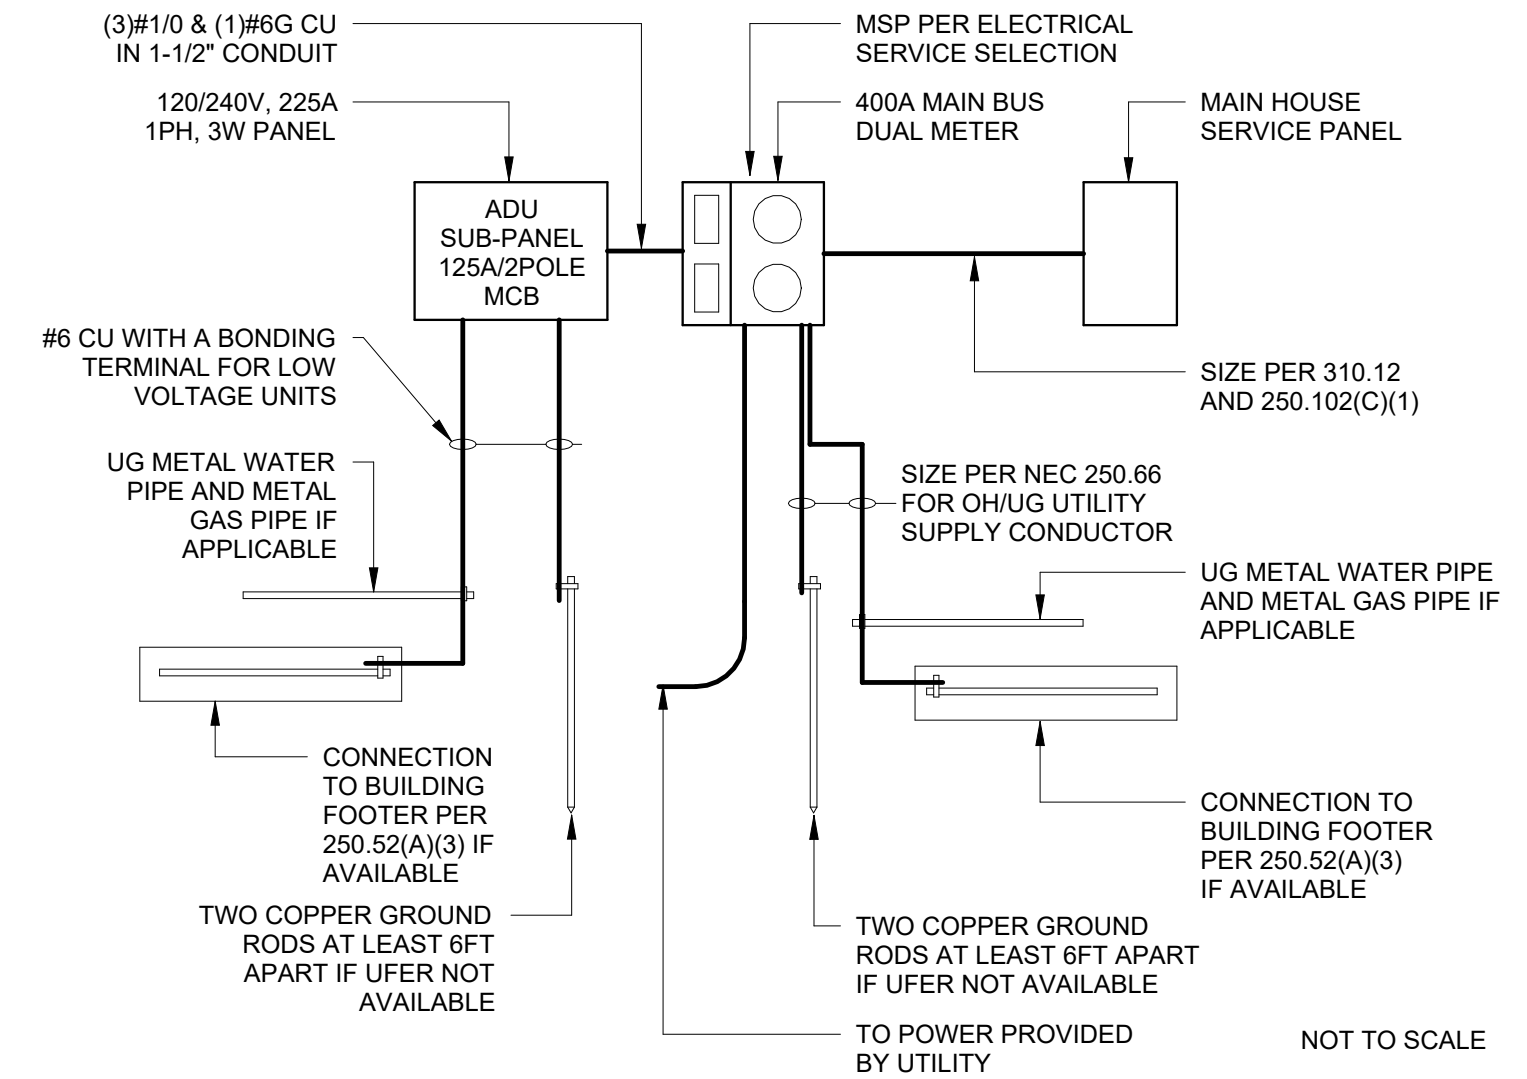 (3)#1/0 & (1)#6G CU
IN 1-1/2" CONDUIT
120/240V, 225A
1PH, 3W PANEL
MSP PER ELECTRICAL
SERVICE SELECTION
400A MAIN BUS
DUAL METER
MAIN HOUSE
SERVICE PANEL
ADU
SUB-PANEL
125A/2POLE
MCB
#6 CU WITH A BONDING
TERMINAL FOR LOW
VOLTAGE UNITS
SIZE PER 310.12
AND 250.102(C)(1)
UG METAL WATER
PIPE AND METAL
GAS PIPE IF
APPLICABLE
SIZE PER NEC 250.66
FOR OH/UG UTILITY
SUPPLY CONDUCTOR
UG METAL WATER PIPE
AND METAL GAS PIPE IF
APPLICABLE
CONNECTION
TO BUILDING
FOOTER PER
250.52(A)(3) IF
AVAILABLE
CONNECTION TO
BUILDING FOOTER
PER 250.52(A)(3)
IF AVAILABLE
TWO COPPER GROUND
RODS AT LEAST 6FT
APART IF UFER NOT
AVAILABLE
TWO COPPER GROUND
RODS AT LEAST 6FT APART
IF UFER NOT AVAILABLE
TO POWER PROVIDED
BY UTILITY
NOT TO SCALE